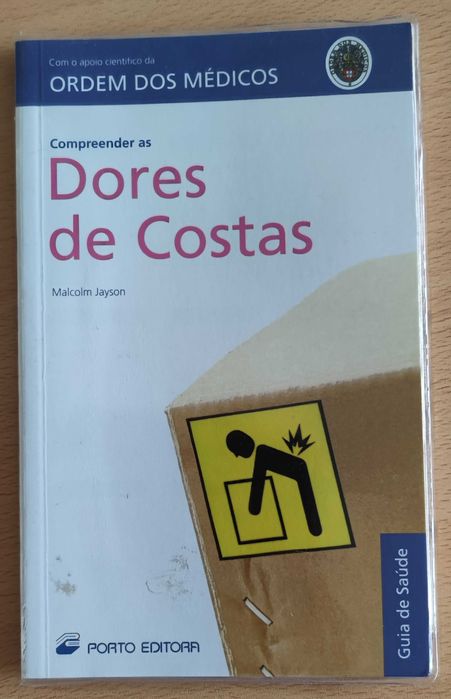 Com o apoio científico da
ORDEM DOS MÉDICOS
Compreender as
Dores
de Costas
Malcolm Jayson
Guia de Saúde
PORTO EDITORA